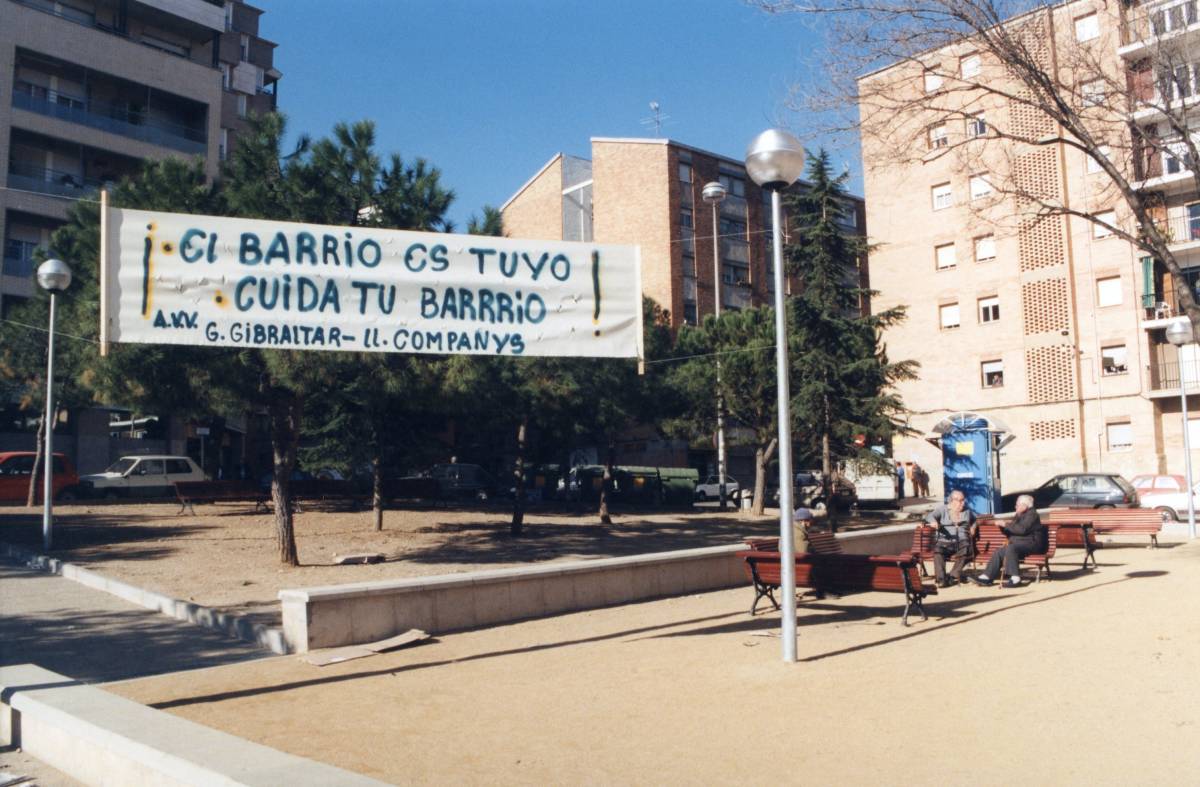 ¡·El BARRiO ES TUYO
·CUiDA TU BARRRiO!
A.V.V.
G.GiBRALTAR-Ll.COMPANYS